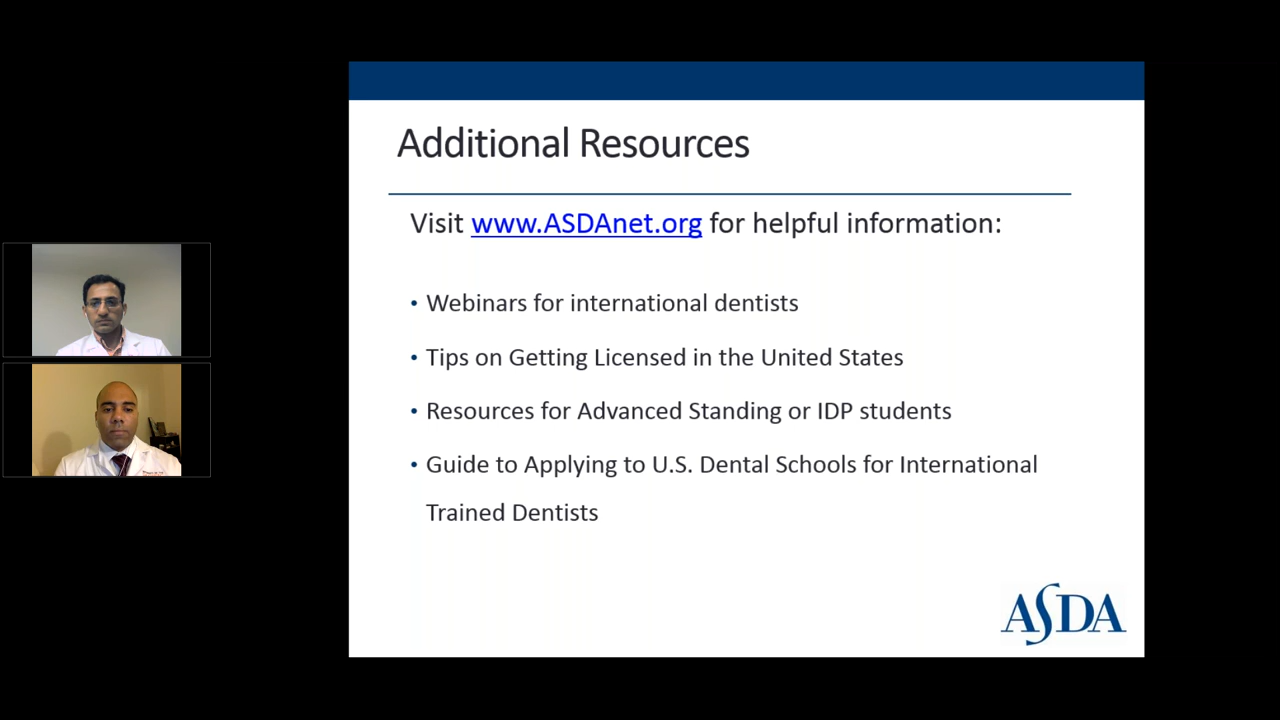 Additional Resources
Visit www.ASDAnet.org for helpful information:
• Webinars for international dentists
• Tips on Getting Licensed in the United States
• Resources for Advanced Standing or IDP students
• Guide to Applying to U.S. Dental Schools for International
Trained Dentists
ASDA